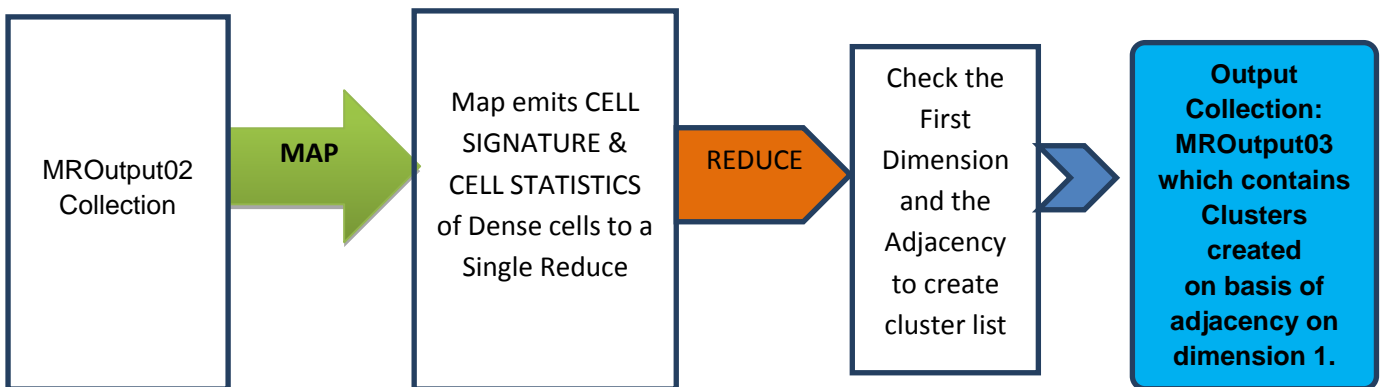 MROutput02
Collection
MAP
Map emits CELL
SIGNATURE &
CELL STATISTICS
of Dense cells to a
Single Reduce
REDUCE
Check the
First
Dimension
and the
Adjacency
to create
cluster list
Output
Collection:
MROutput03
which contains
Clusters
created
on basis of
adjacency on
dimension 1.